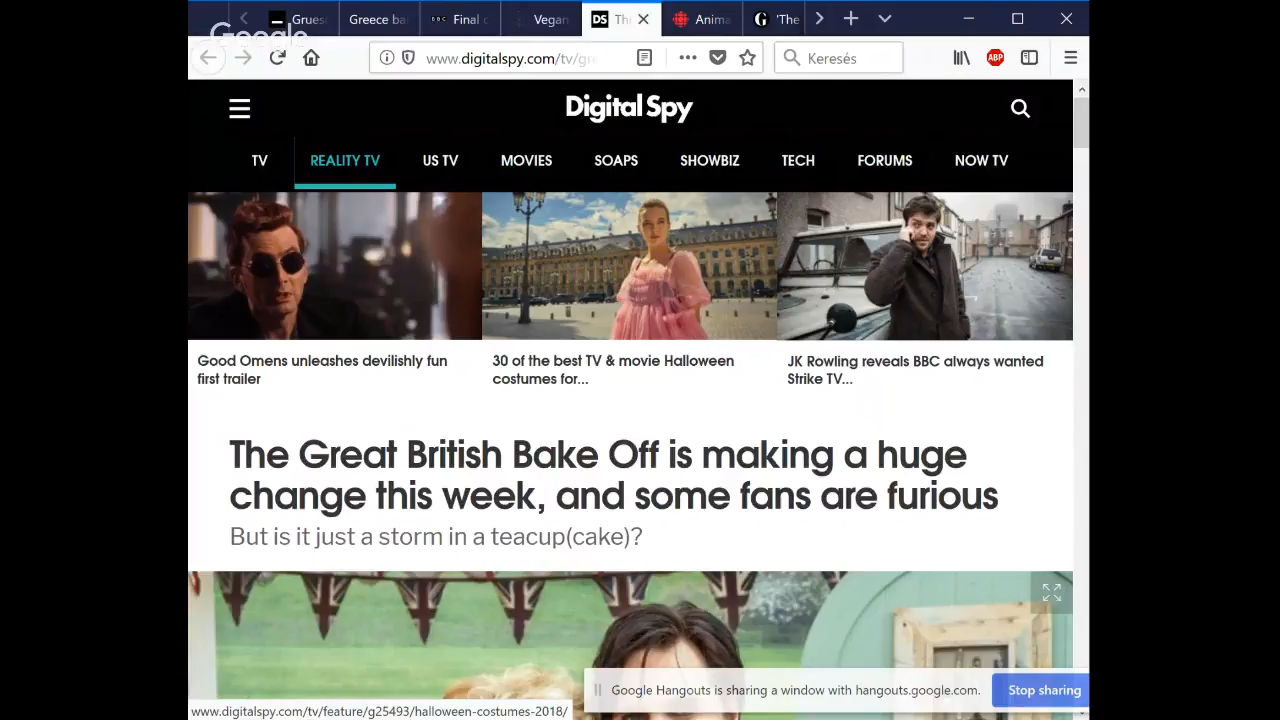 Grues
Greece ba
BBC
Final
Vegan
DS
Th
Anima
G
'The
Google
www.digitalspy.com/tv/gre
Keresés
ABP
Digital Spy
TV
REALITY TV
US TV
MOVIES
SOAPS
SHOWBIZ
TECH
FORUMS
NOW TV
Good Omens unleashes devilishly fun
first trailer
30 of the best TV & movie Halloween
costumes for...
JK Rowling reveals BBC always wanted
Strike TV...
The Great British Bake Off is making a huge
change this week, and some fans are furious
But is it just a storm in a teacup(cake)?
Google Hangouts is sharing a window with hangouts.google.com.
Stop sharing
www.digitalspy.com/tv/feature/g25493/halloween-costumes-2018/